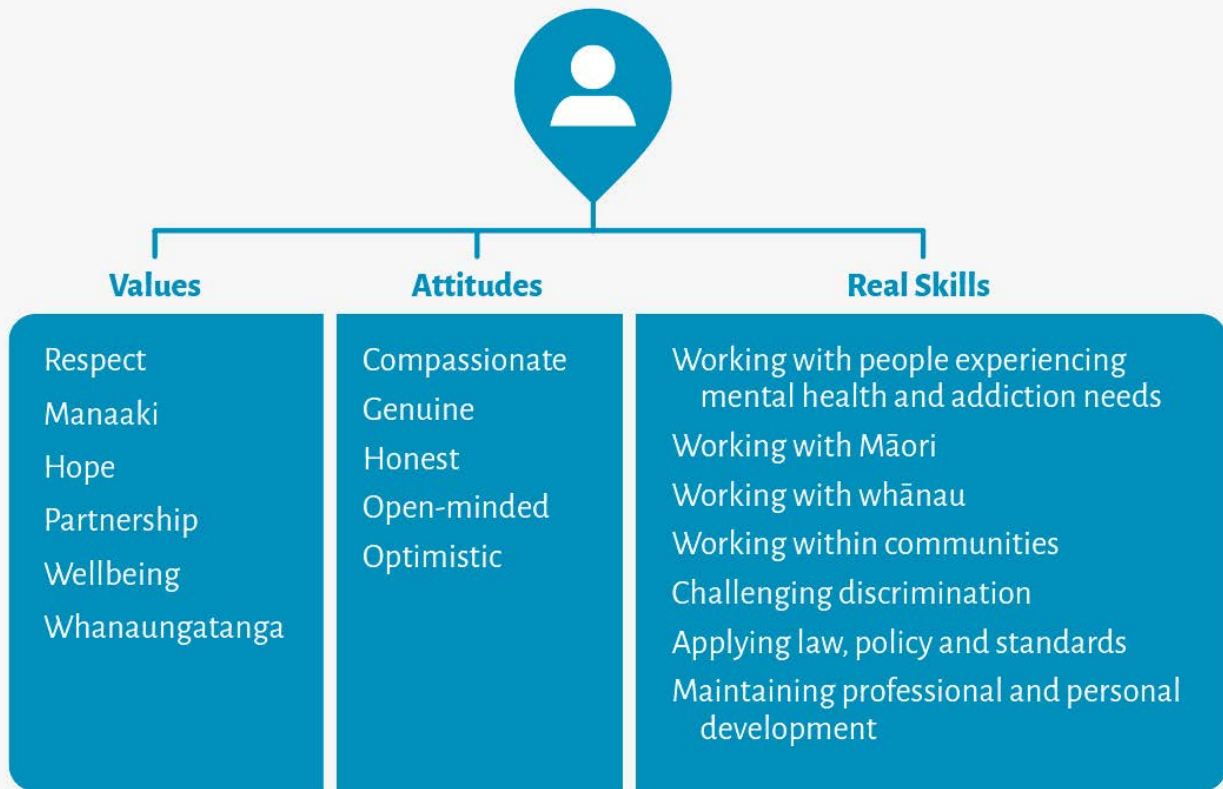 Values
Respect
Manaaki
Hope
Partnership
Wellbeing
Whanaungatanga
Attitudes
Compassionate
Genuine
Honest
Open-minded
Optimistic
Real Skills
Working with people experiencing
mental health and addiction needs
Working with Māori
Working with whānau
Working within communities
Challenging discrimination
Applying law, policy and standards
Maintaining professional and personal
development